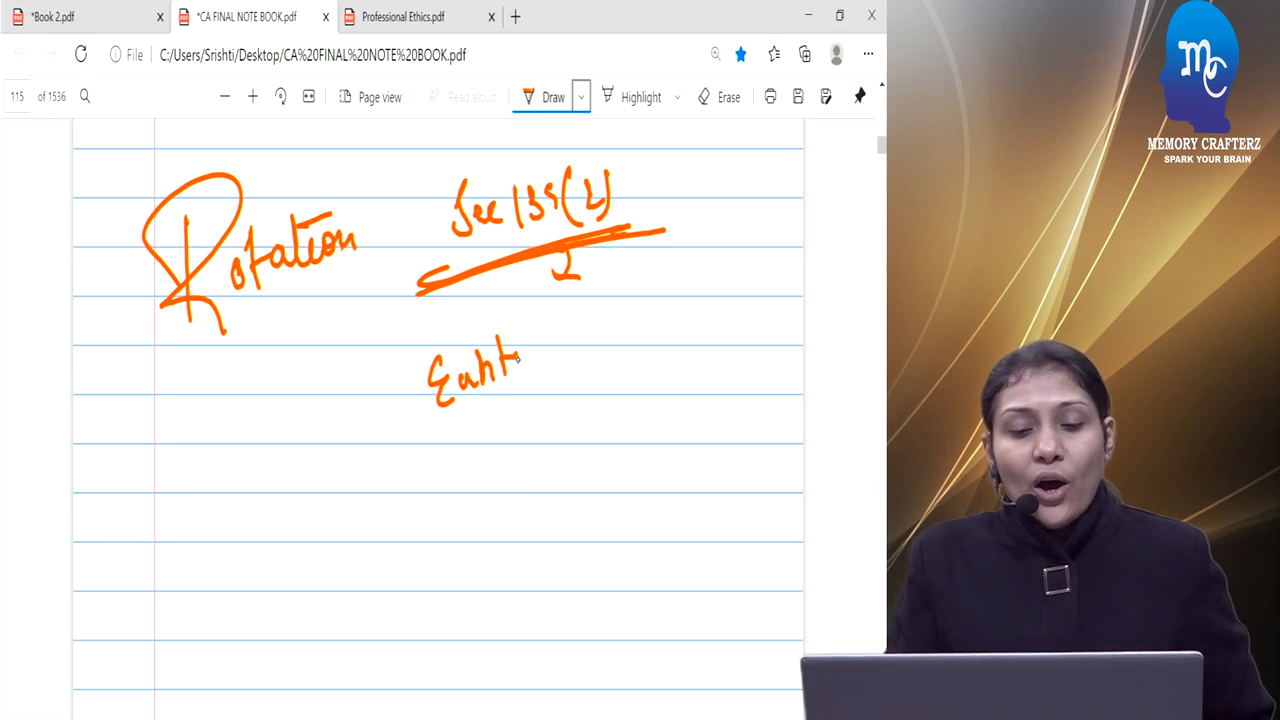 *Book 2.pdf
*CA FINAL NOTE BOOK.pdf
Professional Ethics.pdf
File
C:/Users/Srishti/Desktop/CA%20FINAL%20NOTE%20BOOK.pdf
115 of 1536
Page view
Read aloud
Draw
Highlight
Erase
MC
MEMORY CRAFTERZ
SPARK YOUR BRAIN
Rotation Sec 139(2)